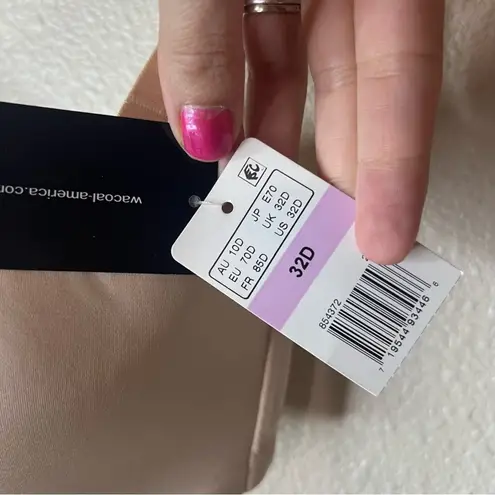 wacoal-america.com
AU 10D JP E70
EU 70D UK 32D
FR 85D US 32D
32D
854372
7 19544 93446 6